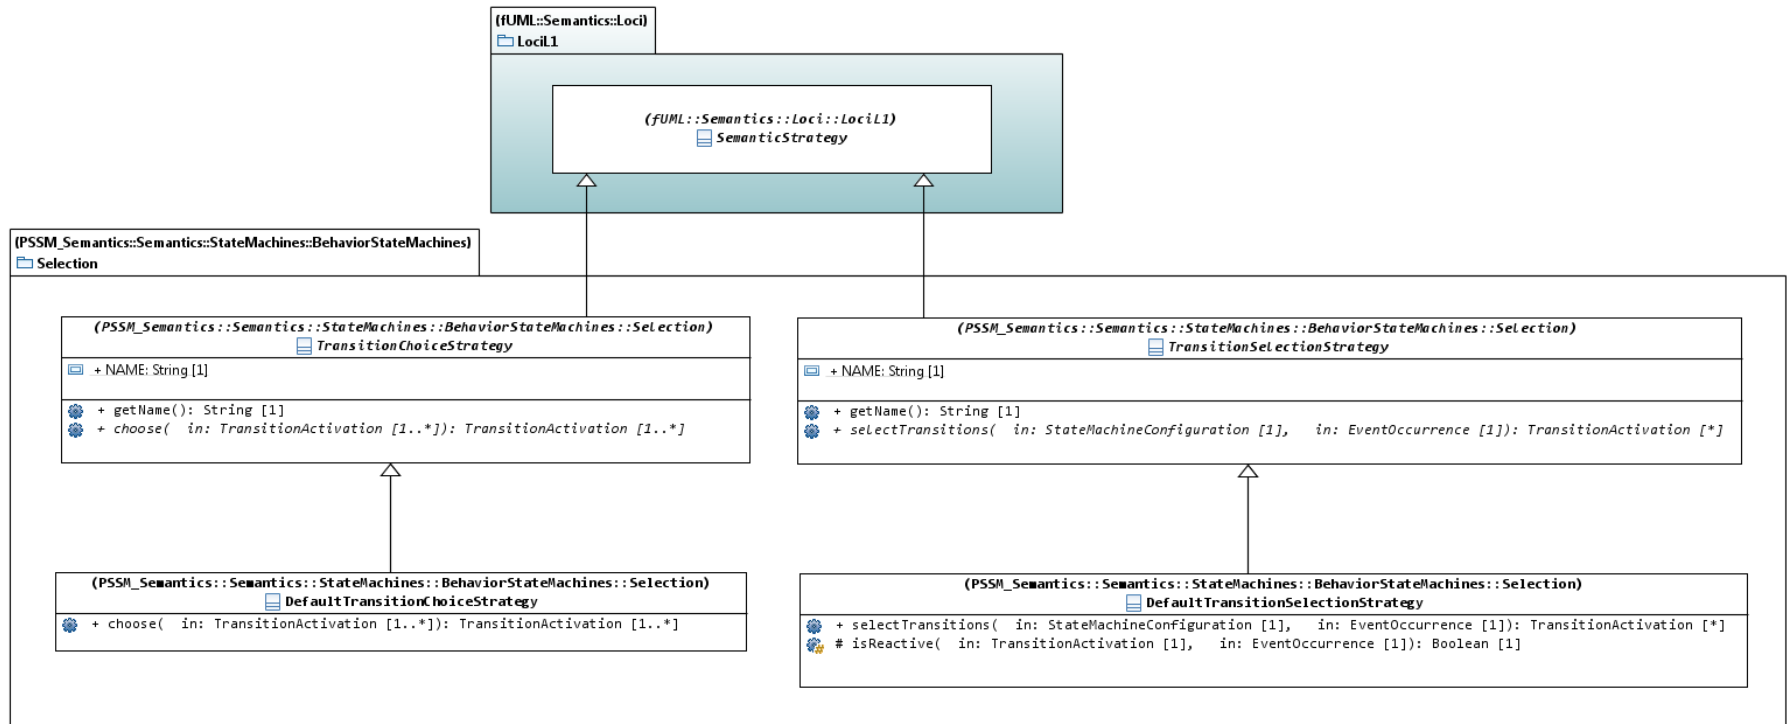 (fUML::Semantics::Loci)
LociL1
(fUML::Semantics::Loci::LociL1)
SemanticStrategy
(PSSM_Semantics::Semantics::StateMachines::BehaviorStateMachines)
Selection
(PSSM_Semantics::Semantics::StateMachines::BehaviorStateMachines::Selection)
TransitionChoiceStrategy
+ NAME: String [1]
+ getName(): String [1]
+ choose( in: TransitionActivation [1..*]): TransitionActivation [1..*]
(PSSM_Semantics::Semantics::StateMachines::BehaviorStateMachines::Selection)
TransitionSelectionStrategy
+ NAME: String [1]
+ getName(): String [1]
+ selectTransitions( in: StateMachineConfiguration [1], in: EventOccurrence [1]): TransitionActivation [*]
(PSSM_Semantics::Semantics::StateMachines::BehaviorStateMachines::Selection)
DefaultTransitionChoiceStrategy
+ choose( in: TransitionActivation [1..*]): TransitionActivation [1..*]
(PSSM_Semantics::Semantics::StateMachines::BehaviorStateMachines::Selection)
DefaultTransitionSelectionStrategy
+ selectTransitions( in: StateMachineConfiguration [1], in: EventOccurrence [1]): TransitionActivation [*]
# isReactive( in: TransitionActivation [1], in: EventOccurrence [1]): Boolean [1]